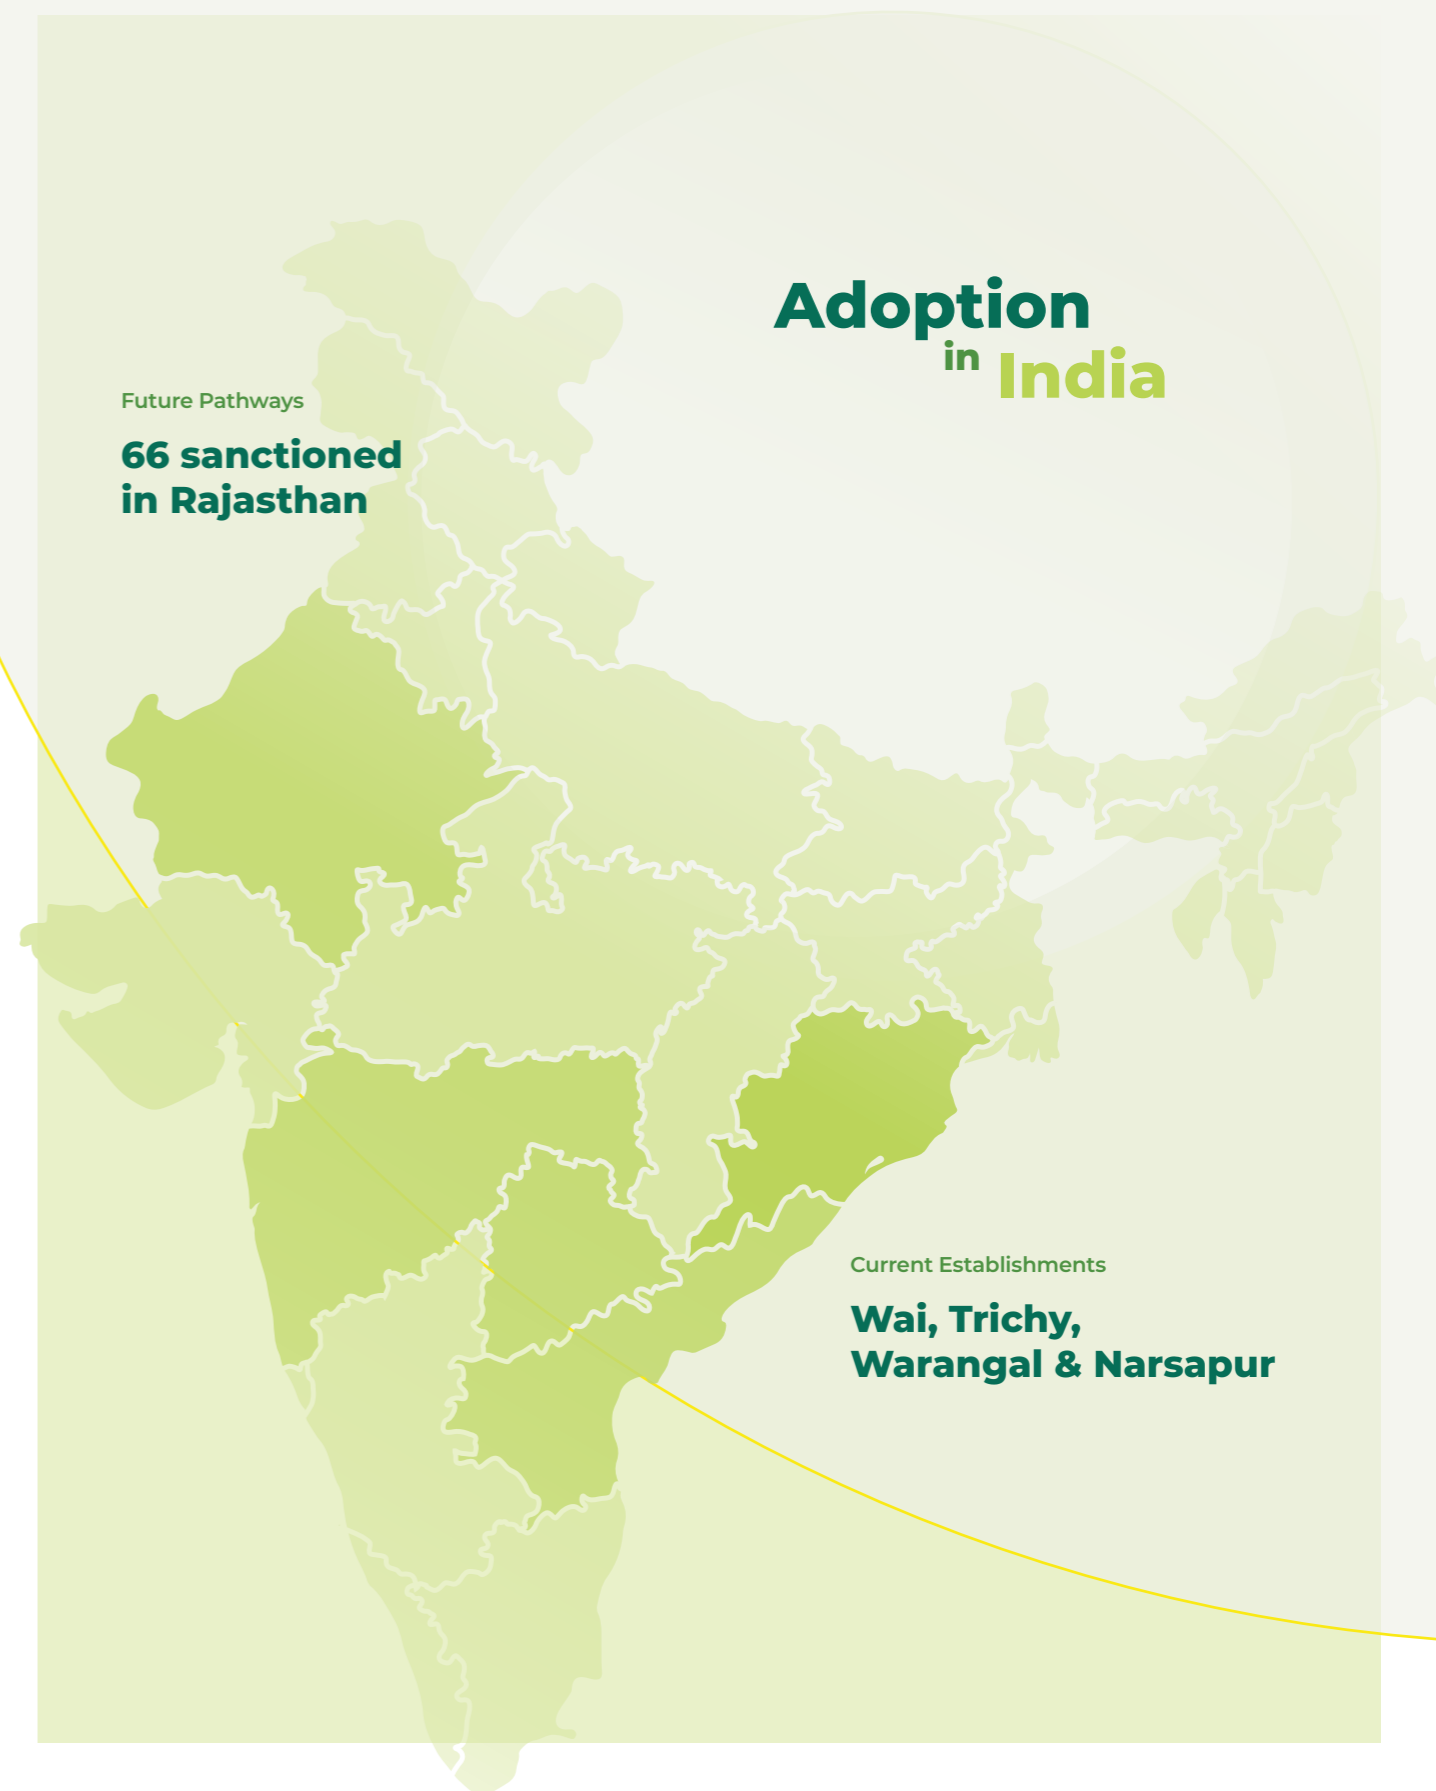 Adoption
in India
Future Pathways
66 sanctioned
in Rajasthan
Current Establishments
Wai, Trichy,
Warangal & Narsapur